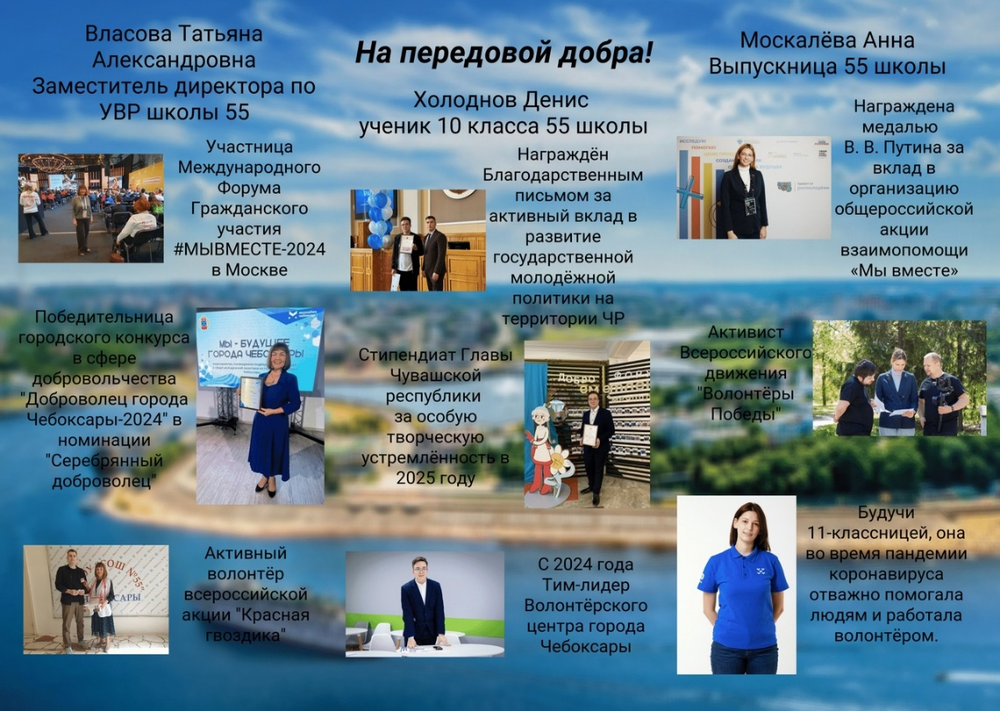 Власова Татьяна
Александровна
Заместитель директора по
УВР школы 55
Участница
Международного
Форума
Гражданского
участия
#МЫВМЕСТЕ-2024
в Москве
Победительница
городского конкурса
в сфере
добровольчества
"Доброволец города
Чебоксары-2024" в
номинации
"Серебрянный
доброволец"
МЫ - БУДУЩЕЕ
ГОРОДА ЧЕБОКСАРЫ
Активный
волонтёр
всероссийской
акции "Красная
гвоздика"
СОШ №55"
На передовой добра!
Холоднов Денис
ученик 10 класса 55 школы
Награждён
Благодарственным
письмом за
активный вклад в
развитие
государственной
молодёжной
политики на
территории ЧР
Стипендиат Главы
Чувашской
республики
за особую
творческую
устремлённость в
2025 году
С 2024 года
Тим-лидер
Волонтёрского
центра города
Чебоксары
Москалёва Анна
Выпускница 55 школы
Награждена
медалью
В. В. Путина за
вклад в
организацию
общероссийской
акции
взаимопомощи
«Мы вместе»
ПОМОГАЮ
Активист
Всероссийского
движения
"Волонтёры
Победы"
Будучи
11-классницей, она
во время пандемии
коронавируса
отважно помогала
людям и работала
волонтёром.